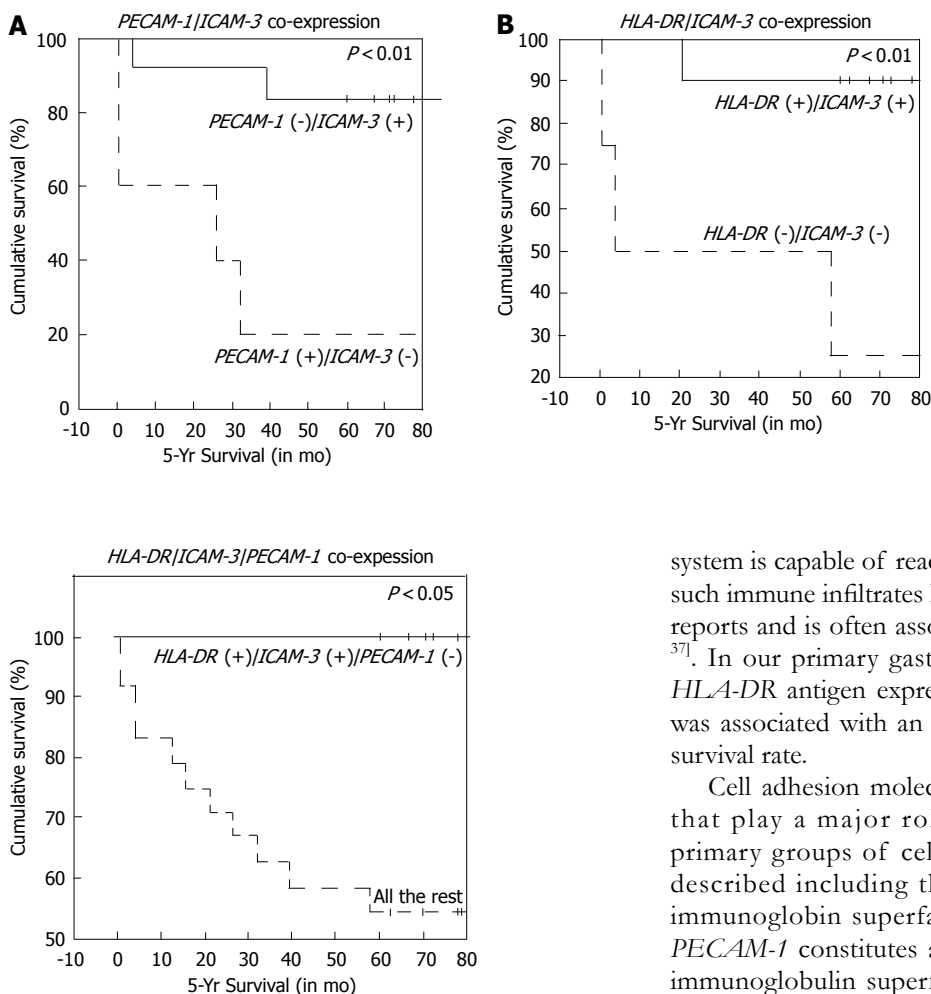 A
PECAM-1/ICAM-3 co-expression
100
80
60
40
20
0
Cumulative survival (%)
P < 0.01
PECAM-1 (-)/ICAM-3 (+)
PECAM-1 (+)/ICAM-3 (-)
-10 0 10 20 30 40 50 60 70 80
5-Yr Survival (in mo)
B
HLA-DR/ICAM-3 co-expression
100
90
80
70
60
50
40
30
20
Cumulative survival (%)
P < 0.01
HLA-DR (+)/ICAM-3 (+)
HLA-DR (-)/ICAM-3 (-)
-10 0 10 20 30 40 50 60 70 80
5-Yr Survival (in mo)
HLA-DR/ICAM-3/PECAM-1 co-expession
100
90
80
70
60
50
Cumulative survival (%)
P < 0.05
HLA-DR (+)/ICAM-3 (+)/PECAM-1 (-)
All the rest
-10 0 10 20 30 40 50 60 70 80
5-Yr Survival (in mo)
system is capable of reac
such immune infiltrates
reports and is often asso
37]. In our primary gast
HLA-DR antigen expre
was associated with an
survival rate.
Cell adhesion molec
that play a major rol
primary groups of cel
described including th
immunoglobin superfa
PECAM-1 constitutes a
immunoglobulin superf